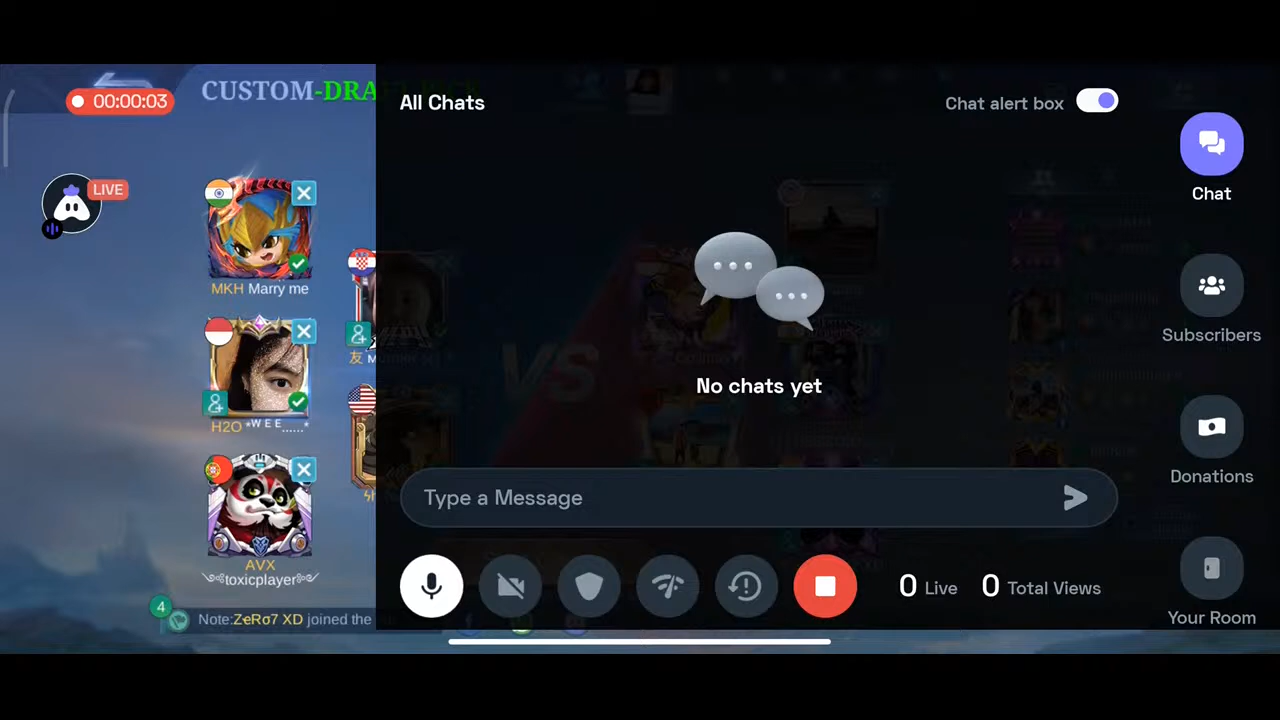 CUSTOM-DRA
00:00:03
All Chats
Chat alert box
LIVE
Chat
MKH Marry me
VS
Subscribers
No chats yet
H2O *ᵂ ᴱ ᴱ......*
Donations
Type a Message
AVX
toxicplayer
4
Note:ZeRo7 XD joined the
0 Live
0 Total Views
Your Room